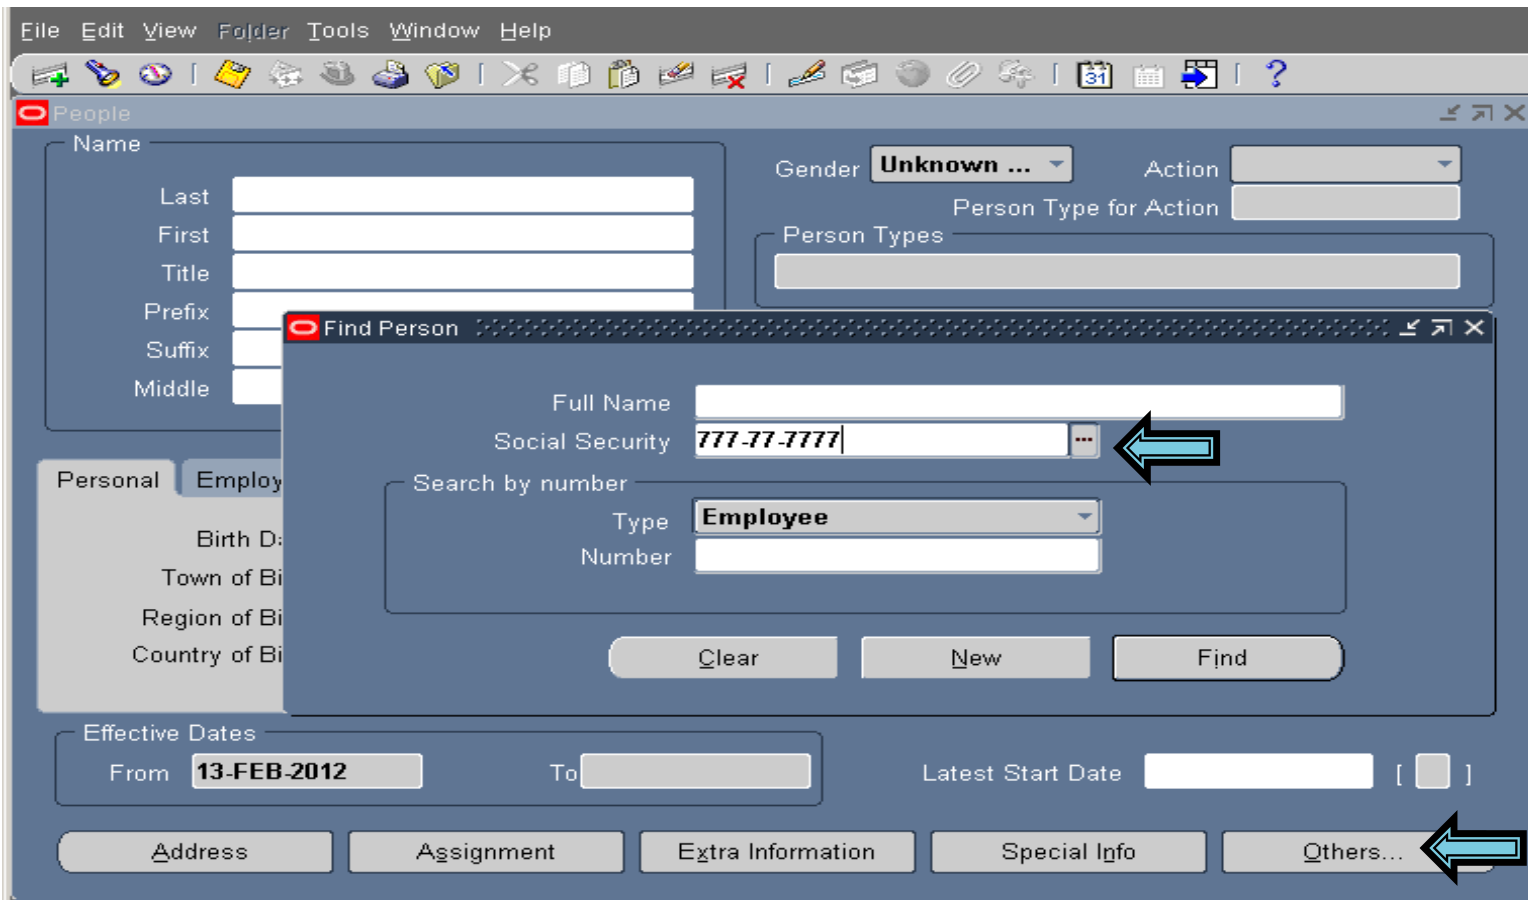 File Edit View Folder Tools Window Help
31 ?
People
Name
Gender Unknown ... Action
Last
Person Type for Action
First
Person Types
Title
Prefix
Find Person
Suffix
Middle
Full Name
Social Security 777-77-7777 ...
Personal Employ
Search by number
Type Employee
Birth Da
Number
Town of Bi
Region of Bi
Country of Bi
Clear New Find
Effective Dates
From 13-FEB-2012 To Latest Start Date [ ]
Address Assignment Extra Information Special Info Others...